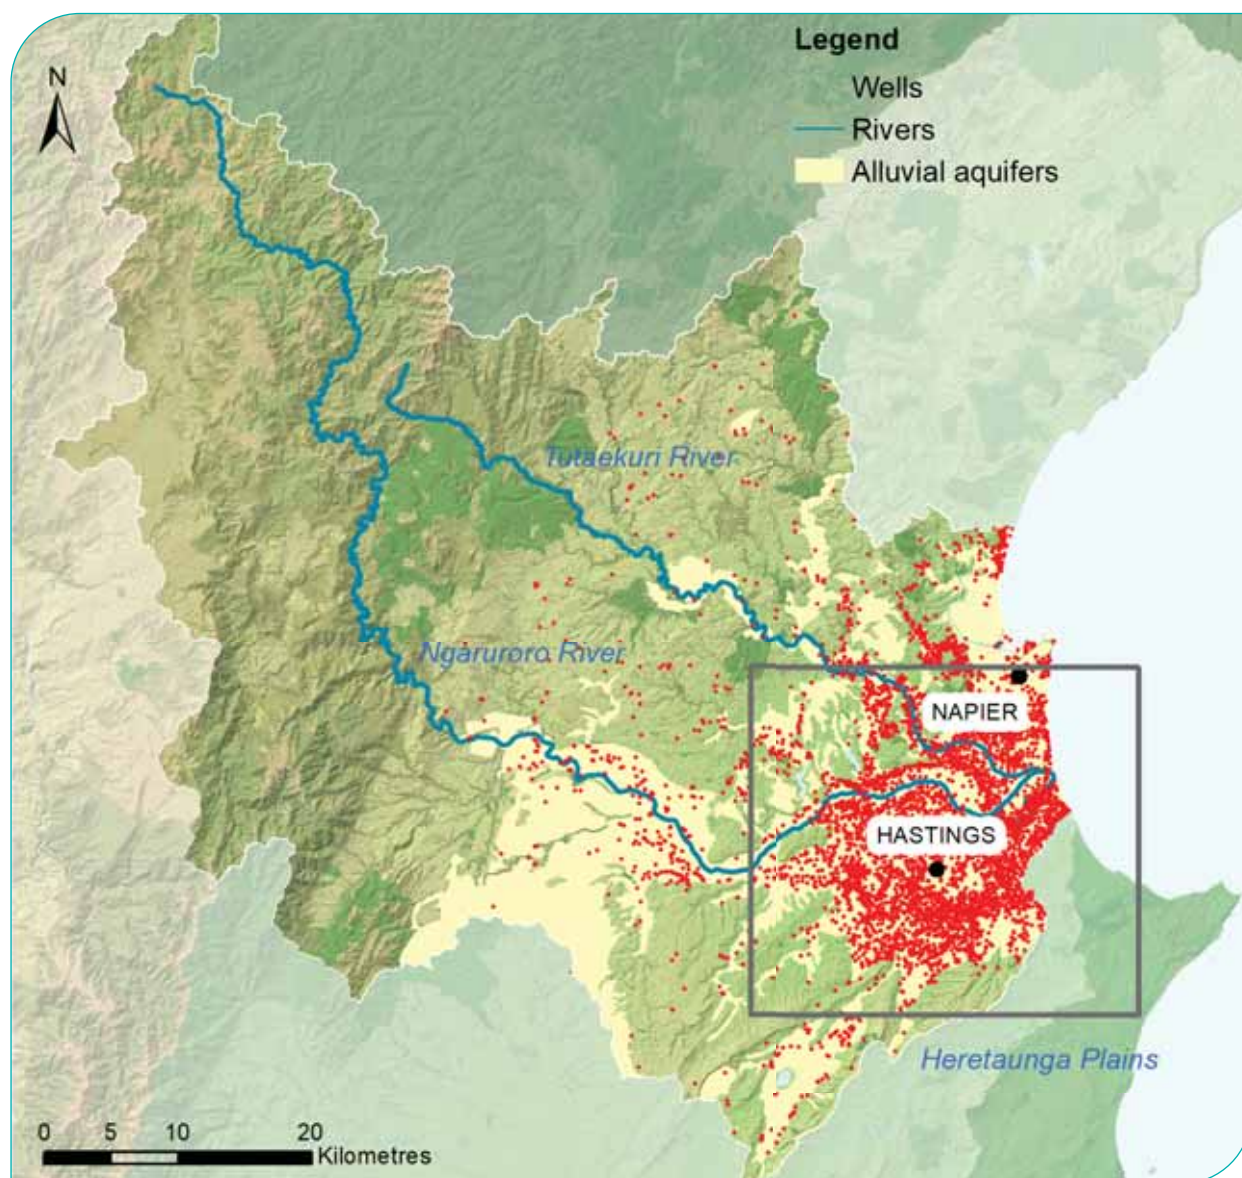 Legend
N
Wells
Rivers
Alluvial aquifers
Tutaekuri River
Ngaruroro River
NAPIER
HASTINGS
Heretaunga Plains
0 5 10 20
Kilometres